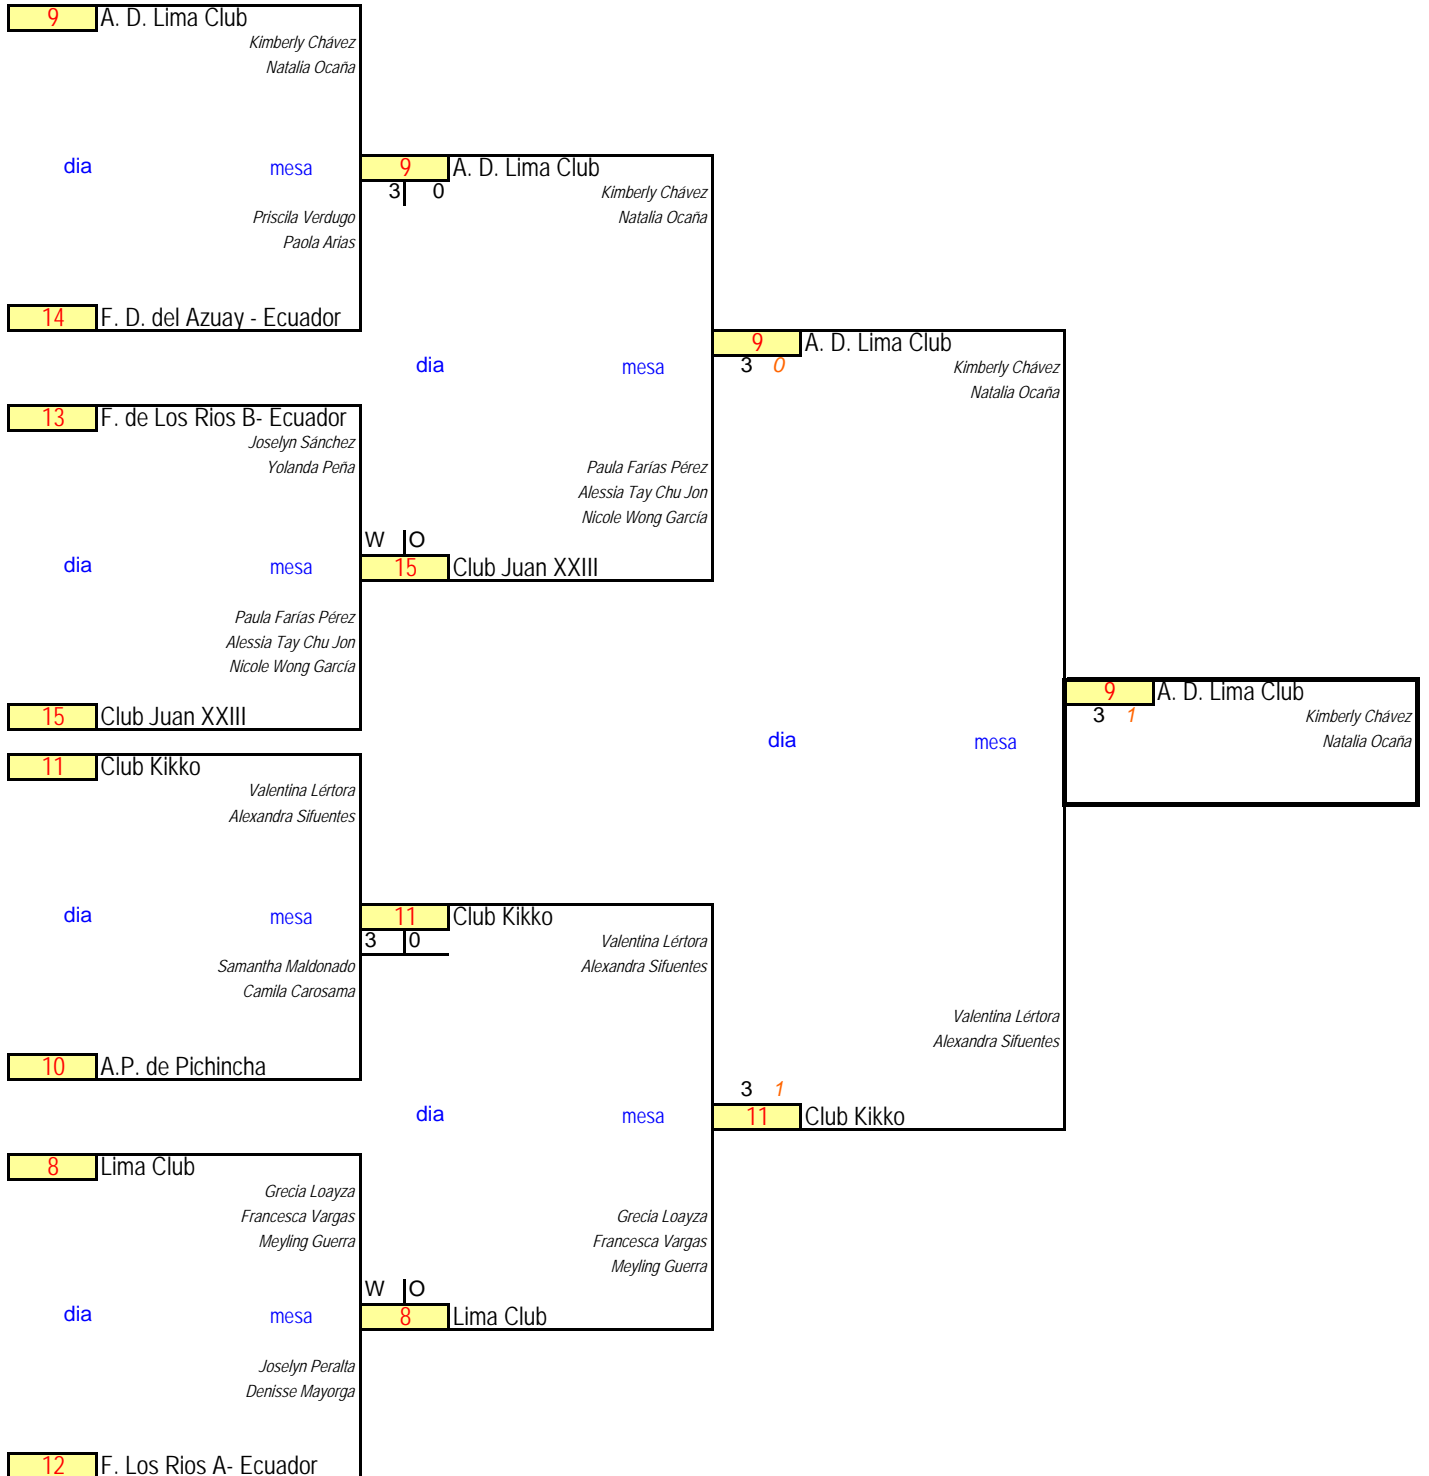 9 A. D. Lima Club
Kimberly Chávez
Natalia Ocaña
dia mesa
Priscila Verdugo
Paola Arias
14 F. D. del Azuay - Ecuador
13 F. de Los Rios B- Ecuador
Joselyn Sánchez
Yolanda Peña
dia mesa
Paula Farías Pérez
Alessia Tay Chu Jon
Nicole Wong García
15 Club Juan XXIII
11 Club Kikko
Valentina Lértora
Alexandra Sifuentes
dia mesa
Samantha Maldonado
Camila Carosama
10 A.P. de Pichincha
8 Lima Club
Grecia Loayza
Francesca Vargas
Meyling Guerra
dia mesa
Joselyn Peralta
Denisse Mayorga
12 F. Los Rios A- Ecuador
9 A. D. Lima Club
3 0
Kimberly Chávez
Natalia Ocaña
dia mesa
Paula Farías Pérez
Alessia Tay Chu Jon
Nicole Wong García
W O
15 Club Juan XXIII
11 Club Kikko
3 0
Valentina Lértora
Alexandra Sifuentes
dia mesa
Grecia Loayza
Francesca Vargas
Meyling Guerra
W O
8 Lima Club
9 A. D. Lima Club
3 0
Kimberly Chávez
Natalia Ocaña
dia mesa
Valentina Lértora
Alexandra Sifuentes
3 1
11 Club Kikko
9 A. D. Lima Club
3 1
Kimberly Chávez
Natalia Ocaña